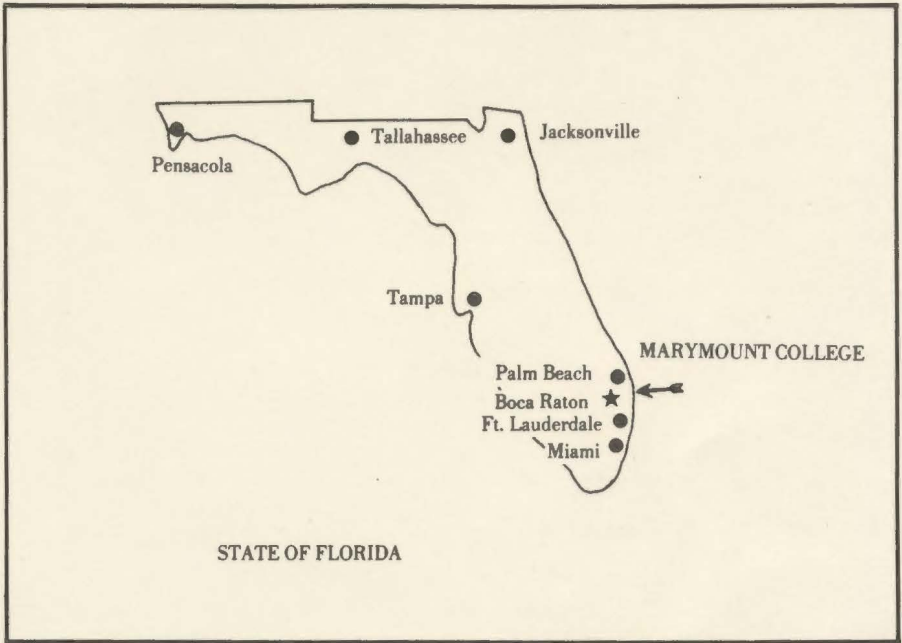 Tallahassee
Jacksonville
Pensacola
Tampa
MARYMOUNT COLLEGE
Palm Beach
Boca Raton
Ft. Lauderdale
Miami
STATE OF FLORIDA